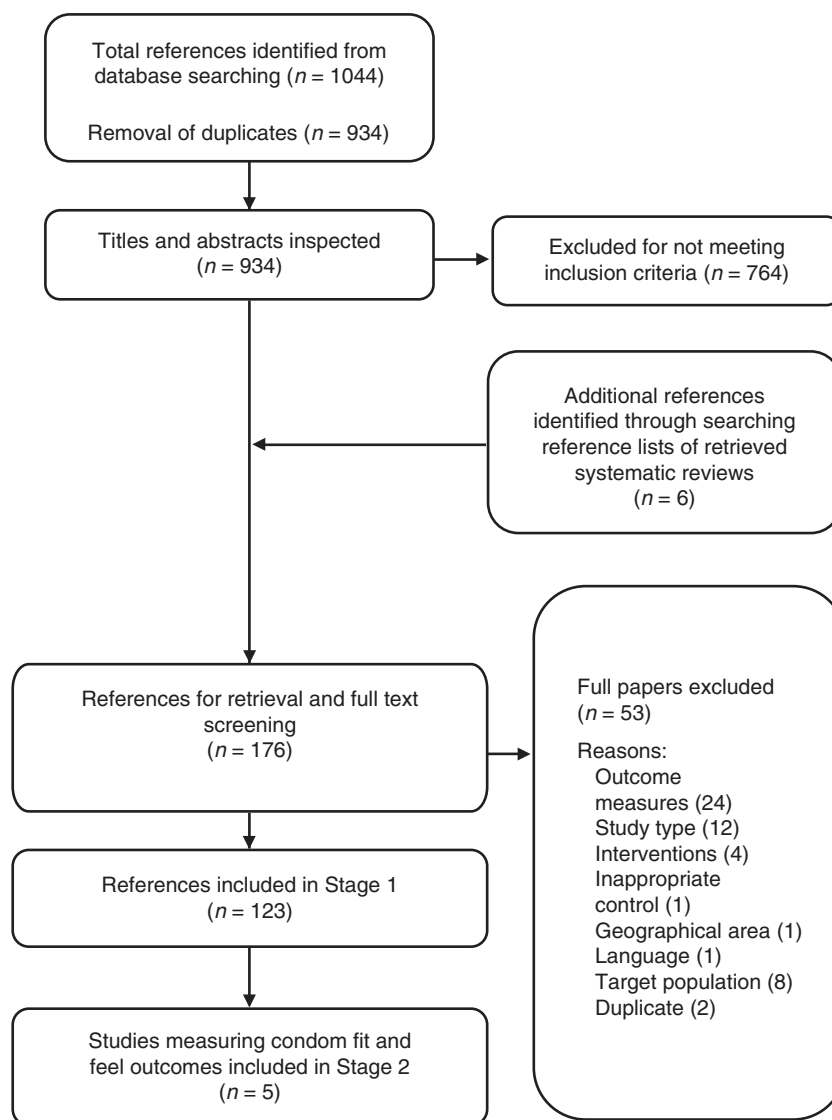 Total references identified from
database searching (n = 1044)
Removal of duplicates (n = 934)
Titles and abstracts inspected
(n = 934)
Excluded for not meeting
inclusion criteria (n = 764)
Additional references
identified through searching
reference lists of retrieved
systematic reviews
(n = 6)
References for retrieval and full text
screening
(n = 176)
Full papers excluded
(n = 53)
Reasons:
Outcome
measures (24)
Study type (12)
Interventions (4)
Inappropriate
control (1)
Geographical area (1)
Language (1)
Target population (8)
Duplicate (2)
References included in Stage 1
(n = 123)
Studies measuring condom fit and
feel outcomes included in Stage 2
(n = 5)